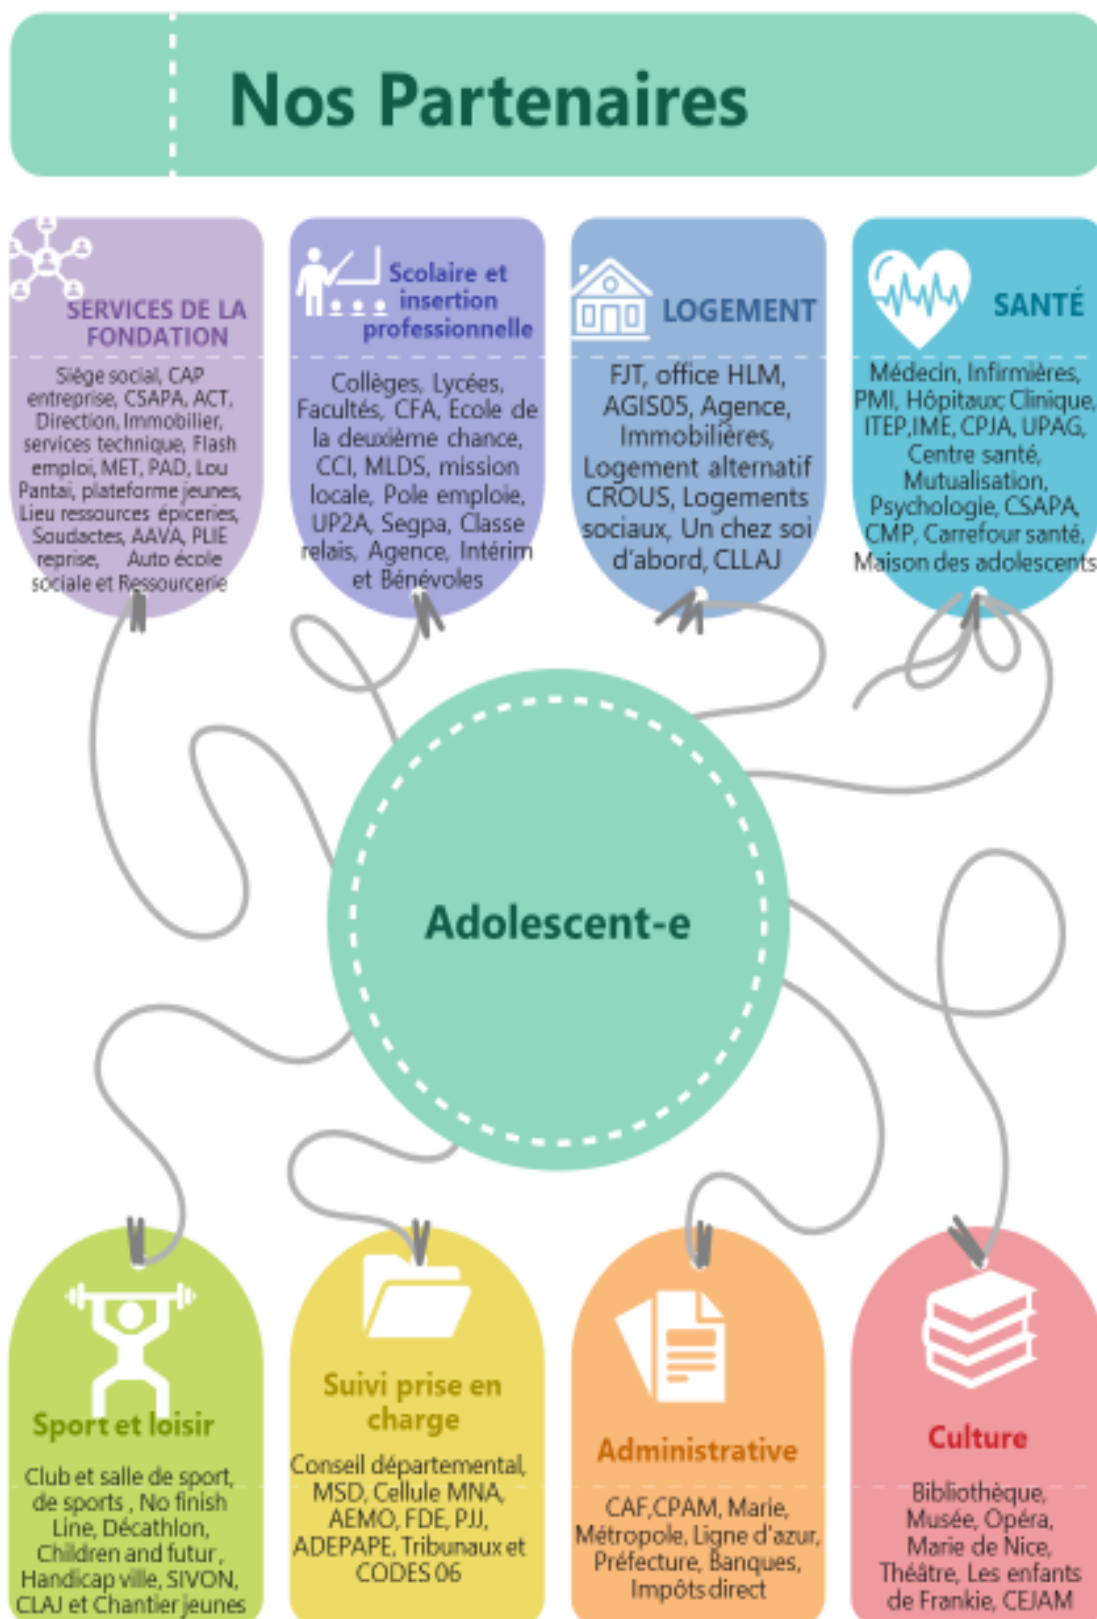 Nos Partenaires
SERVICES DE LA
FONDATION
Siège social, CAP
entreprise, CSAPA, ACT,
Direction, Immobilier,
services technique, Flash
emploi, MET, PAD, Lou
Pantai, plateforme jeunes,
Lieu ressources épiceries,
Soudactes, AAVA, PLIE
reprise, Auto école
sociale et Ressourcerie
Scolaire et
insertion
professionnelle
Collèges, Lycées,
Facultés, CFA, Ecole de
la deuxième chance,
CCI, MLDS, mission
locale, Pole emploie,
UP2A, Segpa, Classe
relais, Agence, Intérim
et Bénévoles
LOGEMENT
FJT, office HLM,
AGIS05, Agence,
Immobilières,
Logement alternatif
CROUS, Logements
sociaux, Un chez soi
d'abord, CLLAJ
SANTÉ
Médecin, Infirmières,
PMI, Hôpitaux; Clinique,
ITEP,IME, CPJA, UPAG,
Centre santé,
Mutualisation,
Psychologie, CSAPA,
CMP, Carrefour santé,
Maison des adolescents
Adolescent-e
Sport et loisir
Club et salle de sport,
de sports , No finish
Line, Décathlon,
Children and futur ,
Handicap ville, SIVON,
CLAJ et Chantier jeunes
Suivi prise en
charge
Conseil départemental,
MSD, Cellule MNA,
AEMO, FDE, PJJ,
ADEPAPE, Tribunaux et
CODES 06
Administrative
CAF,CPAM, Marie,
Métropole, Ligne d'azur,
Préfecture, Banques,
Impôts direct
Culture
Bibliothèque,
Musée, Opéra,
Marie de Nice,
Théâtre, Les enfants
de Frankie, CEJAM